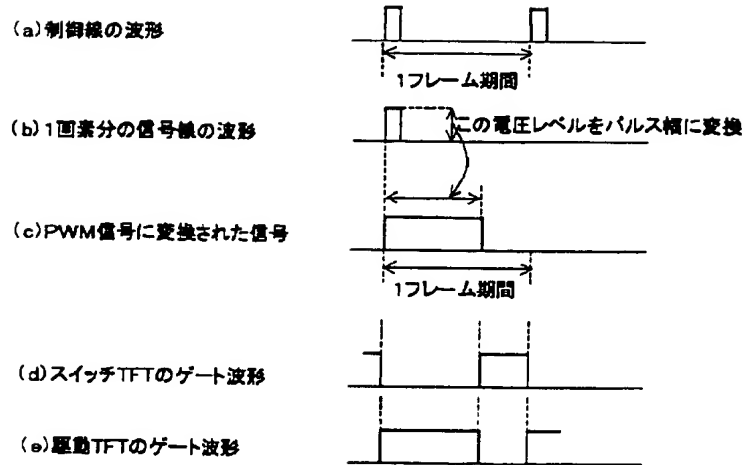 (a)制御線の波形
1フレーム期間
(b)1画素分の信号線の波形
この電圧レベルをパルス幅に変換
(c)PWM信号に変換された信号
1フレーム期間
(d)スイッチTFTのゲート波形
(e)駆動TFTのゲート波形